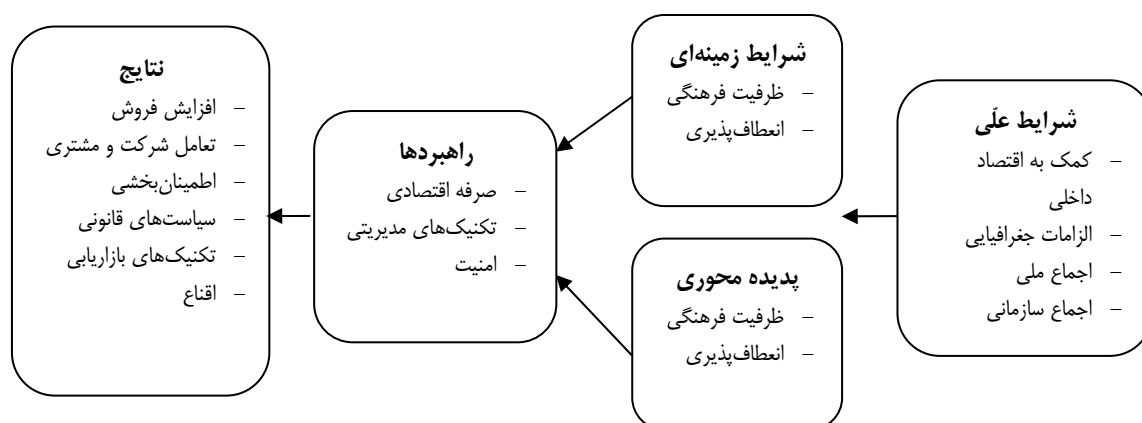 شرایط علّی
– کمک به اقتصاد
داخلی
– الزامات جغرافیایی
– اجماع ملی
– اجماع سازمانی
شرایط زمینه‌ای
– ظرفیت فرهنگی
– انعطاف‌پذیری
پدیده محوری
– ظرفیت فرهنگی
– انعطاف‌پذیری
راهبردها
– صرفه اقتصادی
– تکنیک‌های مدیریتی
– امنیت
نتایج
– افزایش فروش
– تعامل شرکت و مشتری
– اطمینان‌بخشی
– سیاست‌های قانونی
– تکنیک‌های بازاریابی
– اقناع